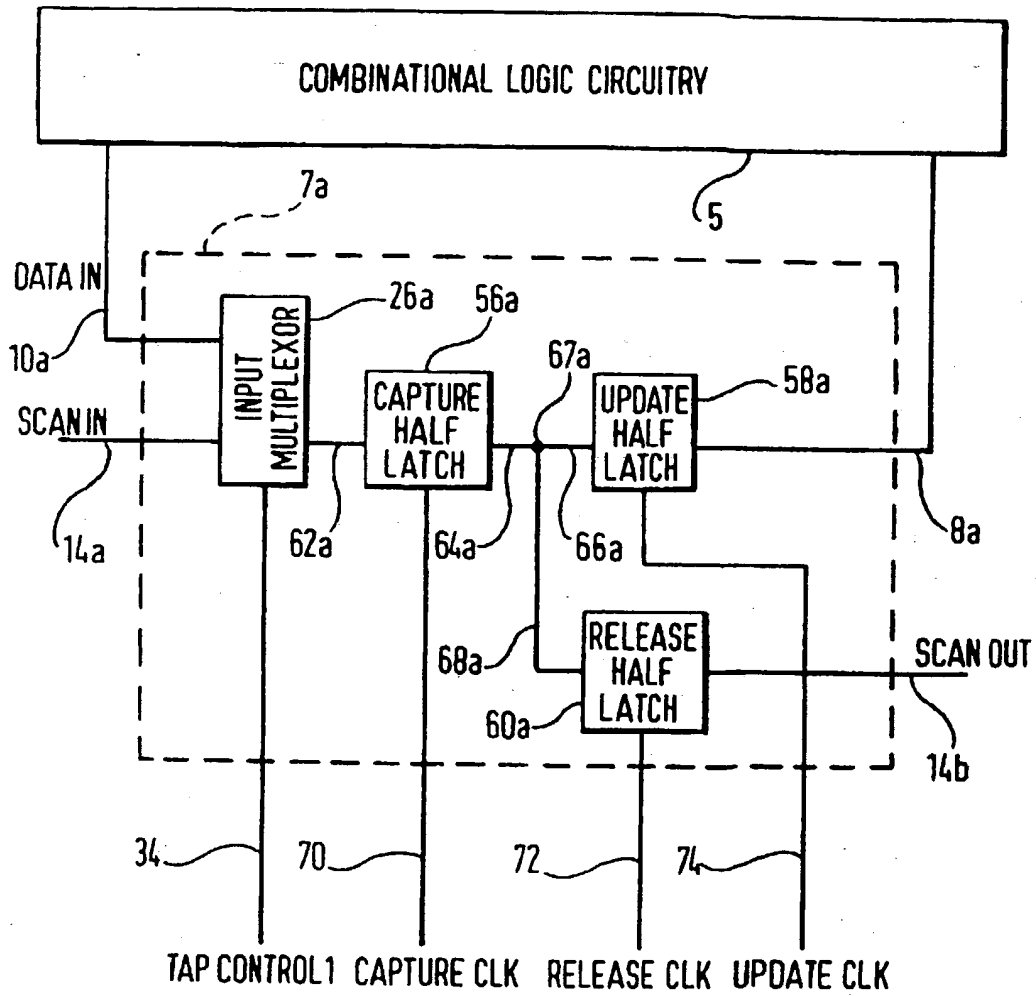 COMBINATIONAL LOGIC CIRCUITRY
7a
5
DATA IN
26a
56a
10a
67a
58a
INPUT
MULTIPLEXOR
CAPTURE
HALF
LATCH
UPDATE
HALF
LATCH
SCAN IN
14a
62a
64a
66a
8a
68a
RELEASE
HALF
LATCH
SCAN OUT
60a
14b
34
70
72
74
TAP CONTROL1 CAPTURE CLK RELEASE CLK UPDATE CLK